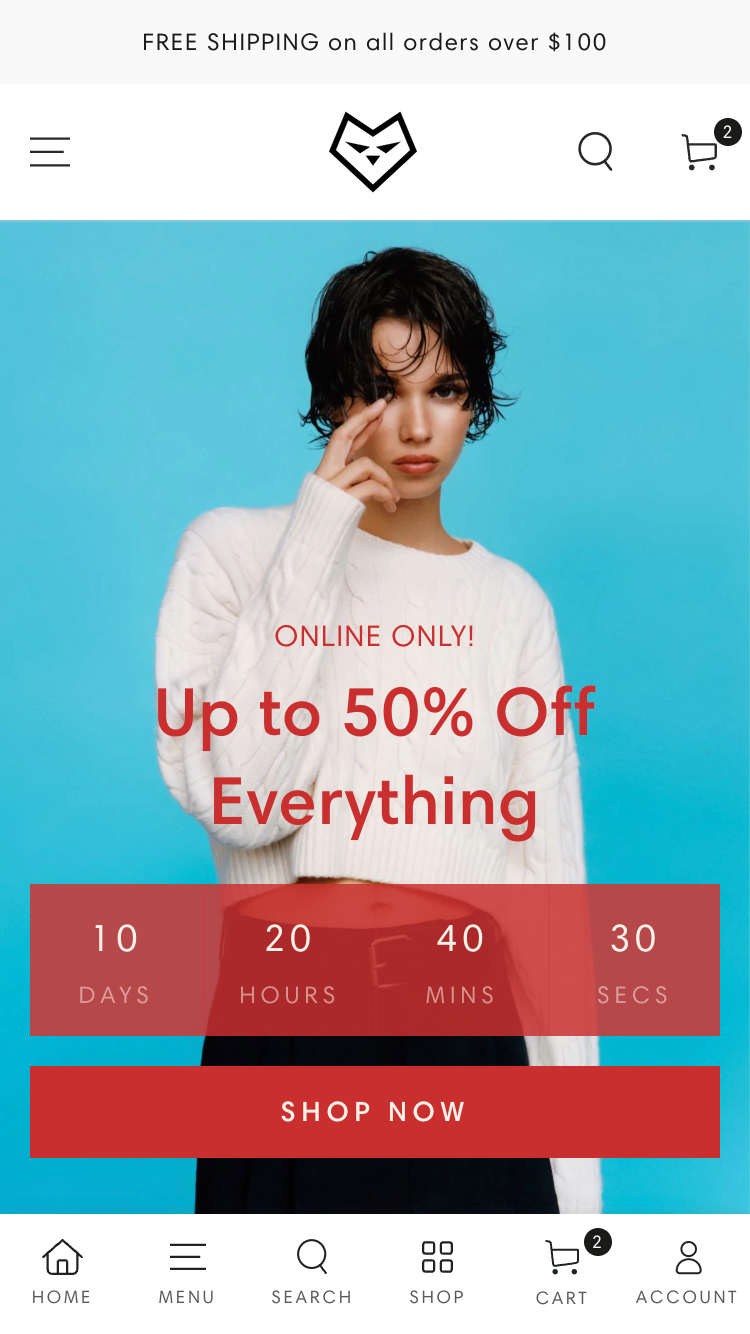 FREE SHIPPING on all orders over $100
2
ONLINE ONLY!
Up to 50% Off
Everything
10 20 40 30
DAYS HOURS MINS SECS
SHOP NOW
2
HOME MENU SEARCH SHOP CART ACCOUNT